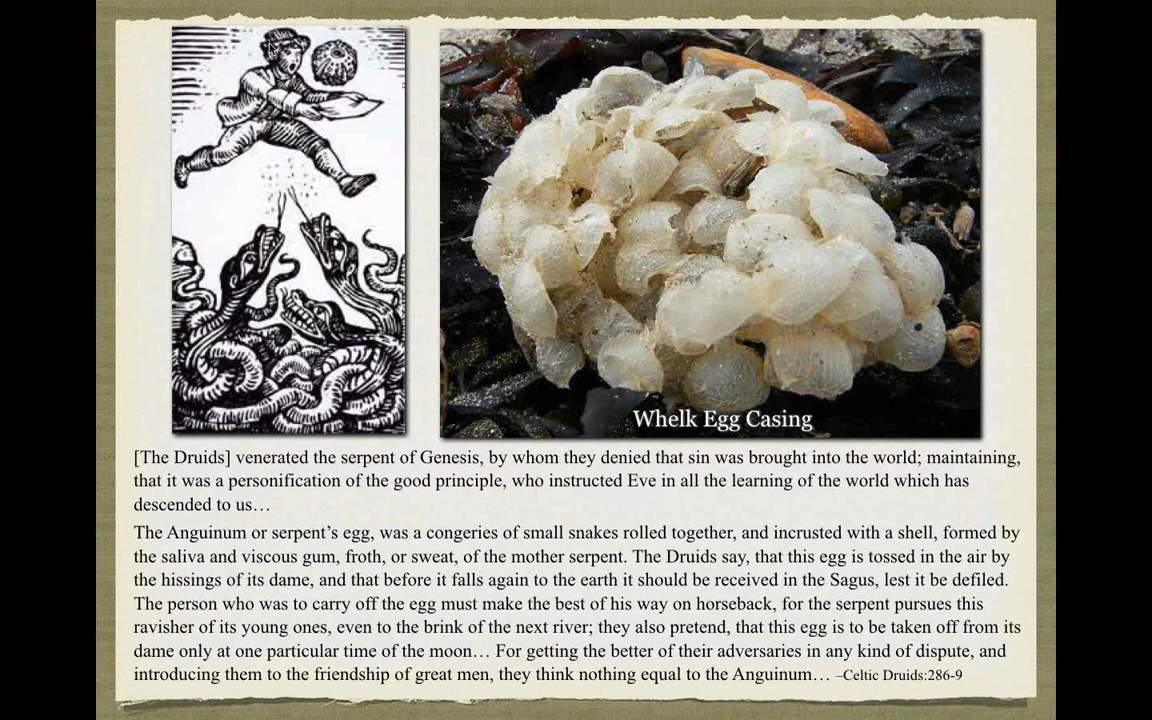 Whelk Egg Casing
[The Druids] venerated the serpent of Genesis, by whom they denied that sin was brought into the world; maintaining,
that it was a personification of the good principle, who instructed Eve in all the learning of the world which has
descended to us…
The Anguinum or serpent’s egg, was a congeries of small snakes rolled together, and incrusted with a shell, formed by
the saliva and viscous gum, froth, or sweat, of the mother serpent. The Druids say, that this egg is tossed in the air by
the hissings of its dame, and that before it falls again to the earth it should be received in the Sagus, lest it be defiled.
The person who was to carry off the egg must make the best of his way on horseback, for the serpent pursues this
ravisher of its young ones, even to the brink of the next river; they also pretend, that this egg is to be taken off from its
dame only at one particular time of the moon… For getting the better of their adversaries in any kind of dispute, and
introducing them to the friendship of great men, they think nothing equal to the Anguinum… –Celtic Druids:286-9